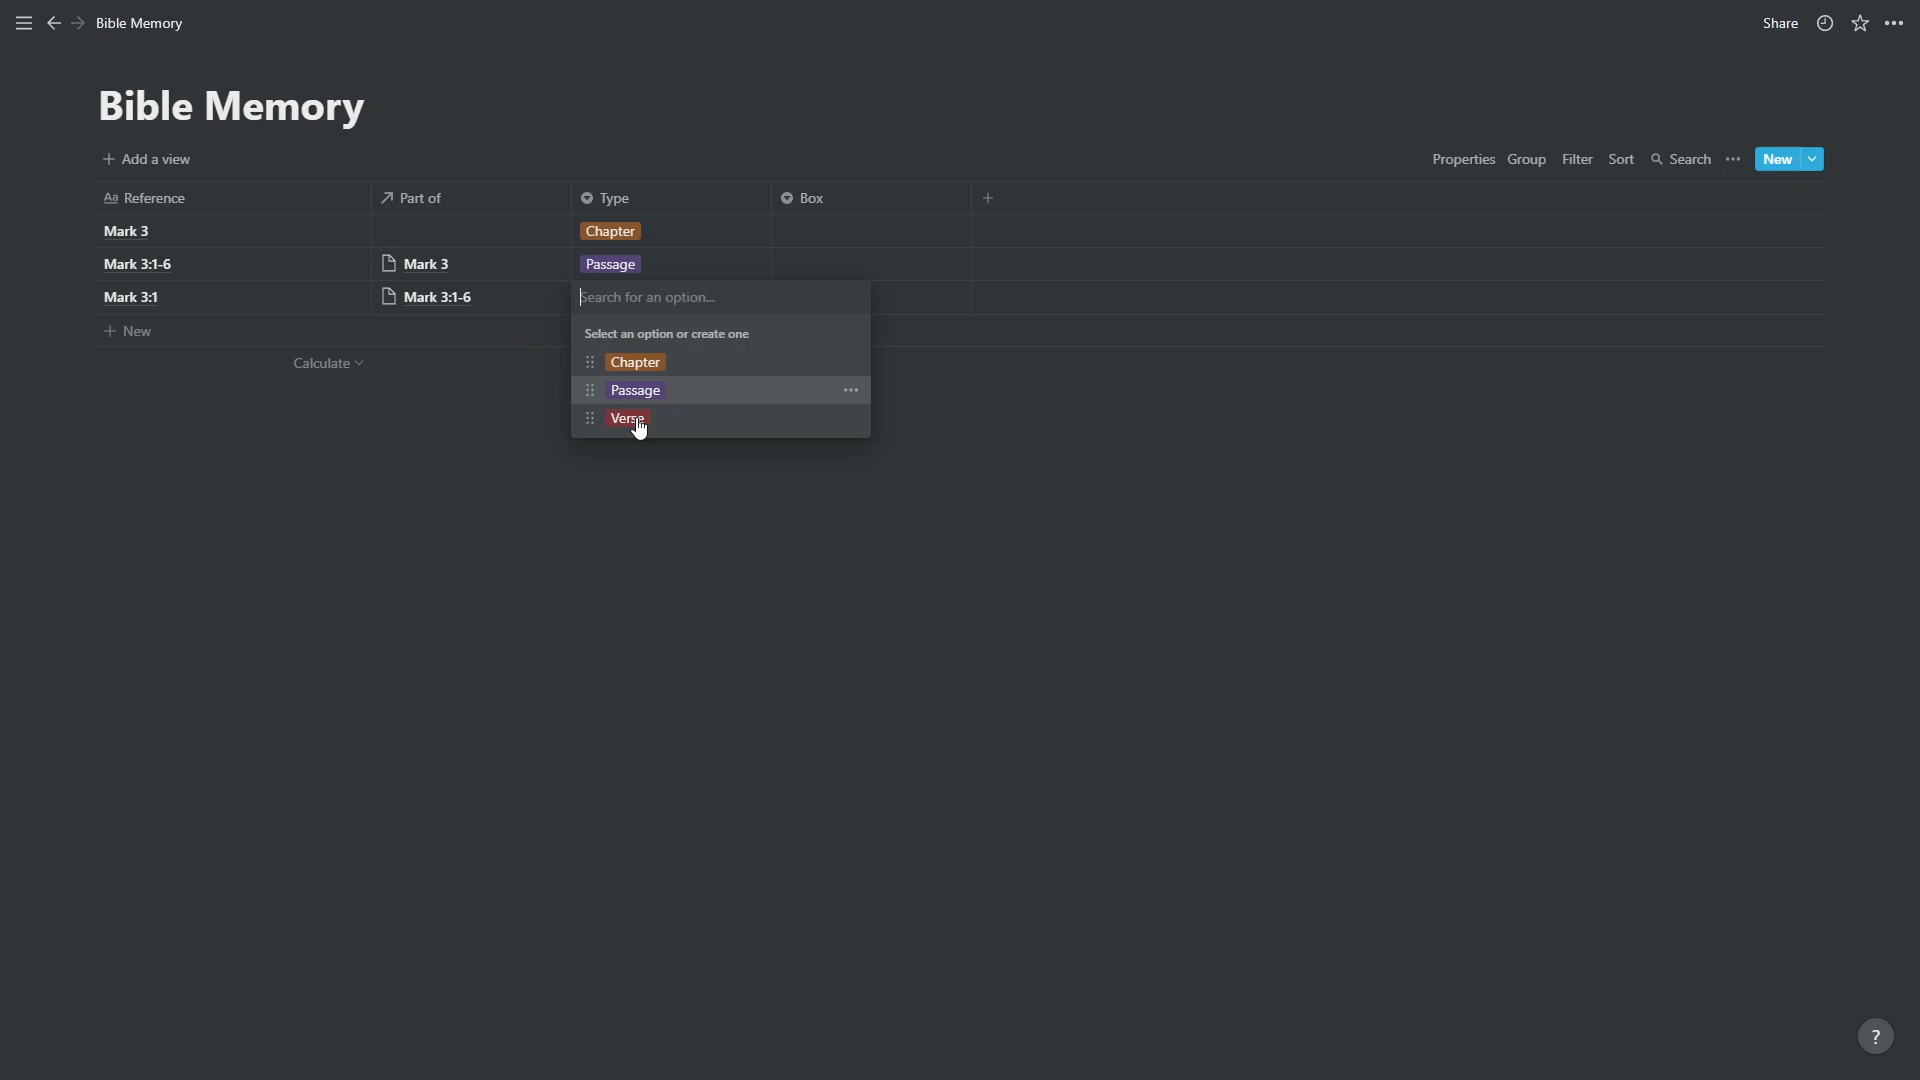 Bible Memory
Share
Bible Memory
+ Add a view
Properties Group Filter Sort Search ••• New
Aa Reference Part of Type Box +
Mark 3 Chapter
Mark 3:1-6 Mark 3 Passage
Mark 3:1 Mark 3:1-6 Search for an option...
+ New
Select an option or create one
Calculate
Chapter
Passage
Verse
?